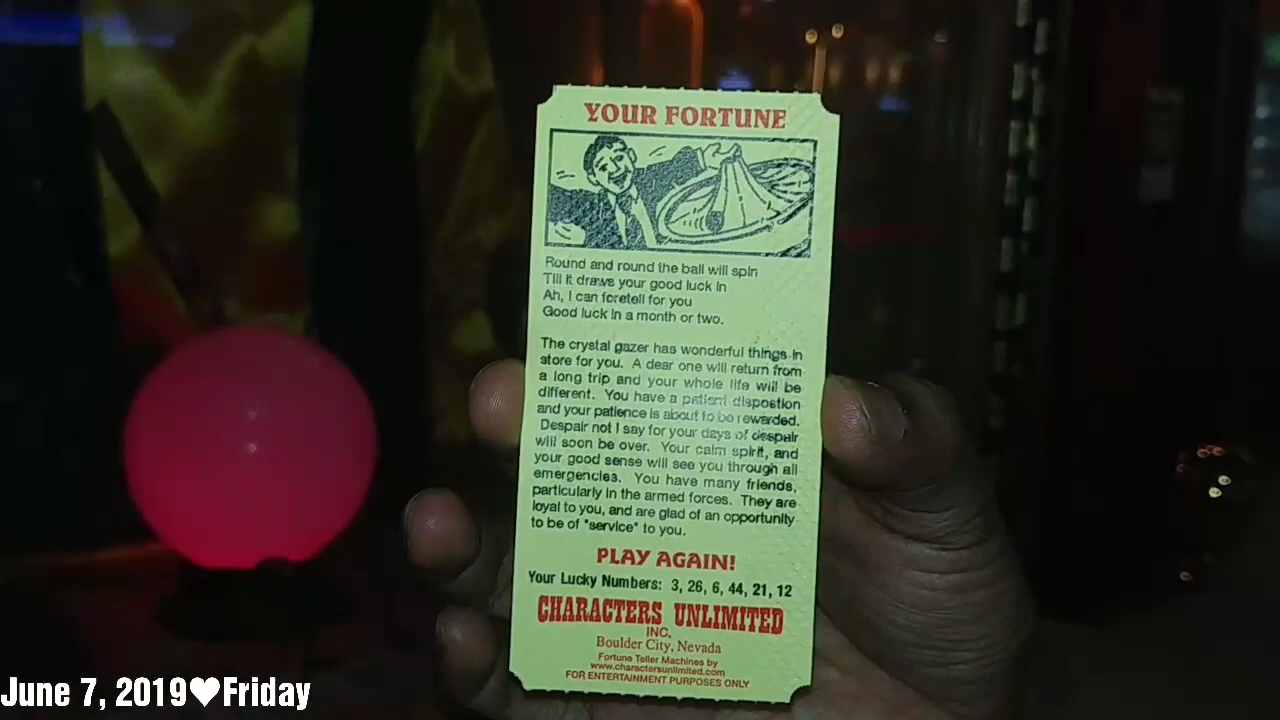 YOUR FORTUNE
Round and round the ball will spin
Till it draws your good luck in
Ah, I can foretell for you
Good luck in a month or two.
The crystal gazer has wonderful things in
store for you. A dear one will return from
a long trip and your whole life will be
different. You have a patient dispostion
and your patience is about to be rewarded.
Despair not I say for your days of despair
will soon be over. Your calm spirit, and
your good sense will see you through all
emergencies. You have many friends,
particularly in the armed forces. They are
loyal to you, and are glad of an opportunity
to be of "service" to you.
PLAY AGAIN!
Your Lucky Numbers: 3, 26, 6, 44, 21, 12
CHARACTERS UNLIMITED
INC.
Boulder City, Nevada
Fortune Teller Machines by
www.charactersunlimited.com
FOR ENTERTAINMENT PURPOSES ONLY
June 7, 2019♥Friday